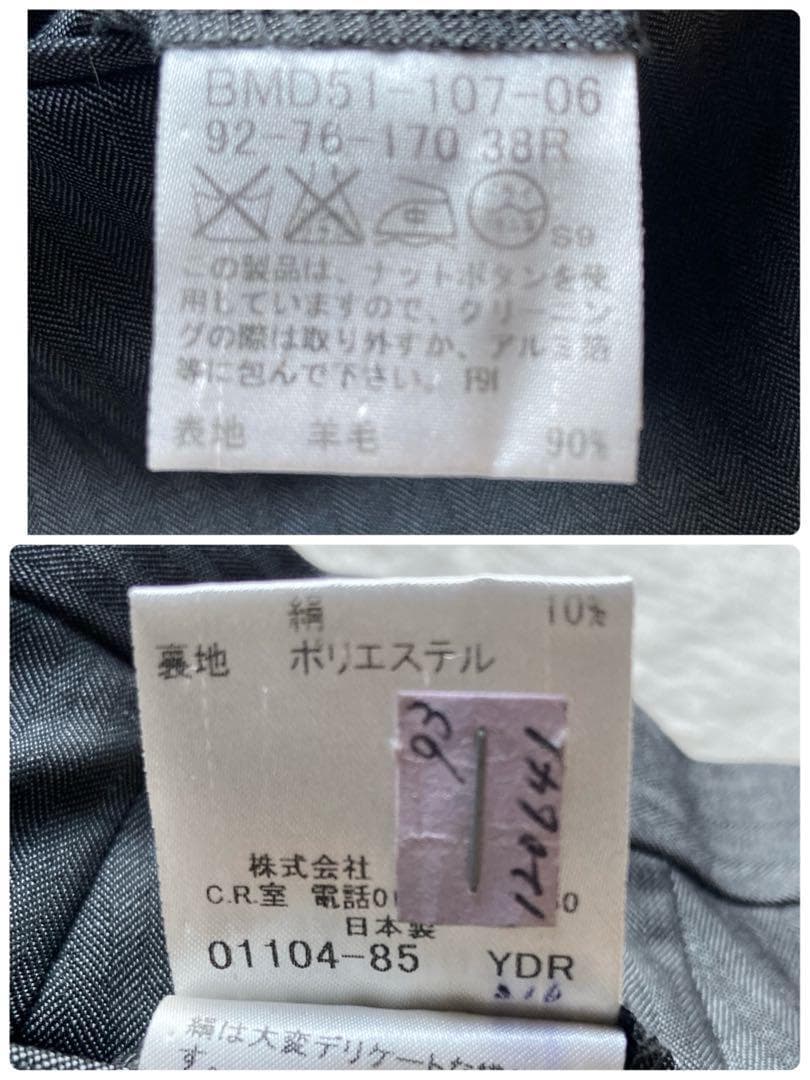 BMD51-107-06
92-76-170 38R
S9
この製品は、ナットボタンを使
用していますので、クリーニン
グの際は取り外すか、アルミ箔
等に包んで下さい。 F91
表地 羊毛 90%
絹 10%
裏地 ポリエステル
93
120491
株式会社
C.R.室 電話0
60
日本製
01104-85 YDR
316
絹は大変デリケートな
す。